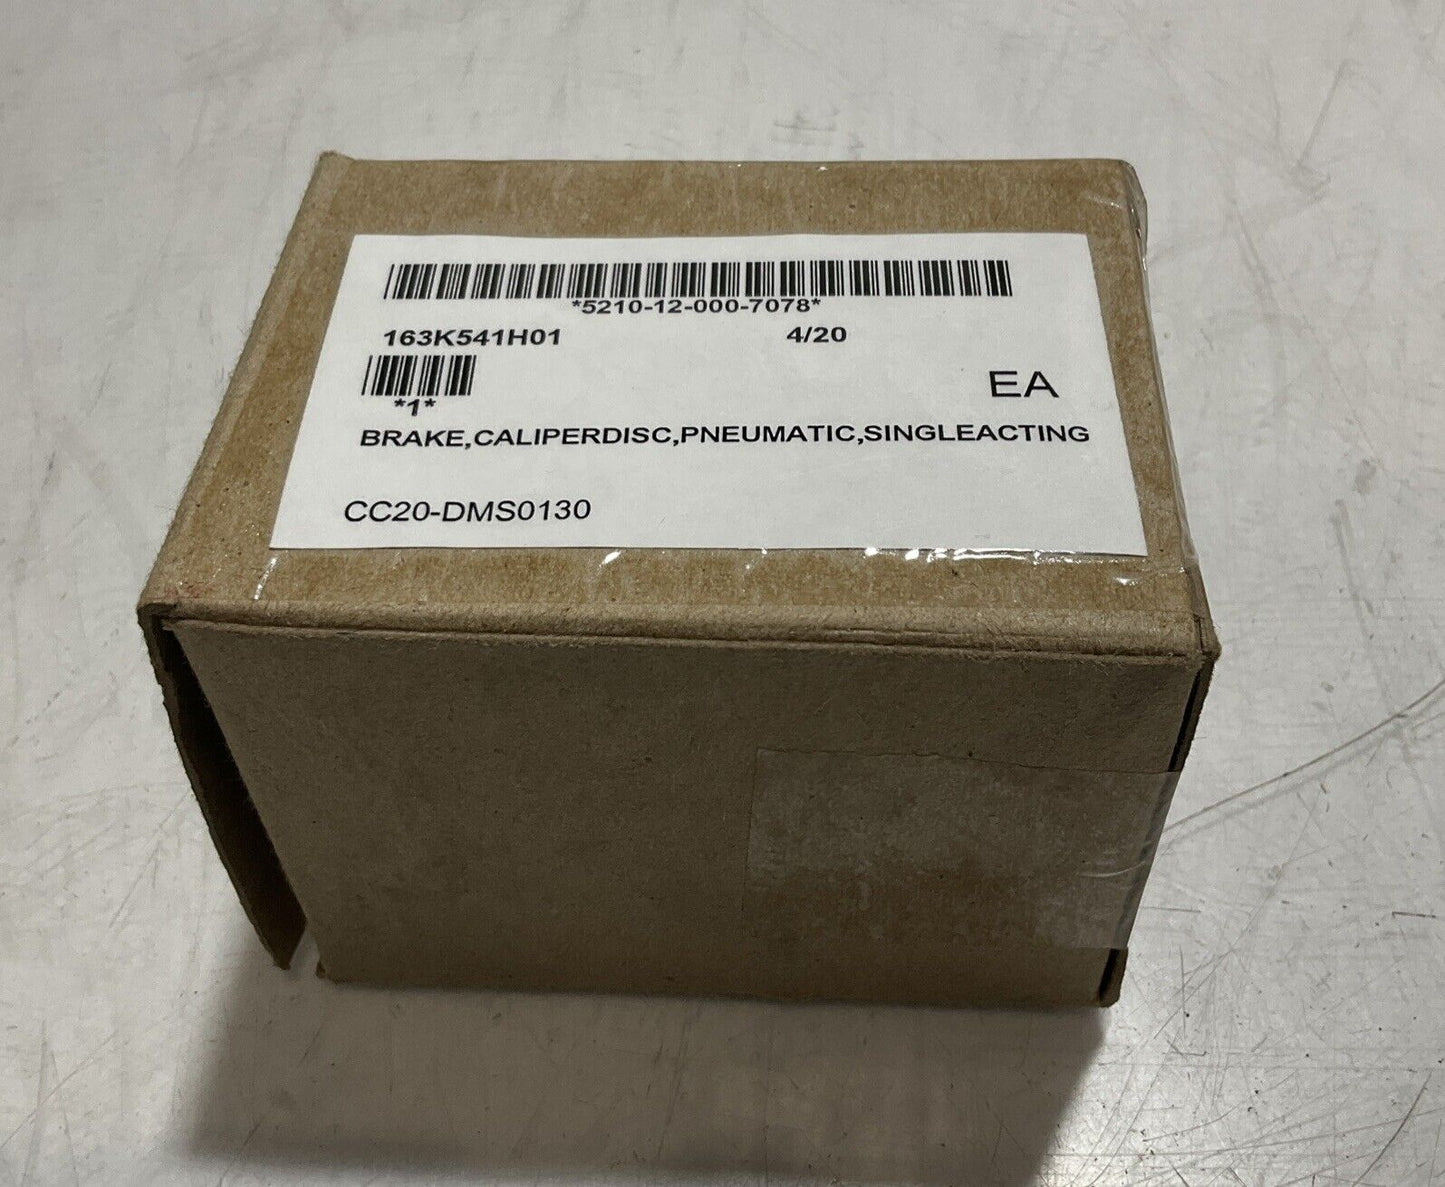 *5210-12-000-7078*
163K541H01 4/20
*1* EA
BRAKE,CALIPERDISC,PNEUMATIC,SINGLEACTING
CC20-DMS0130